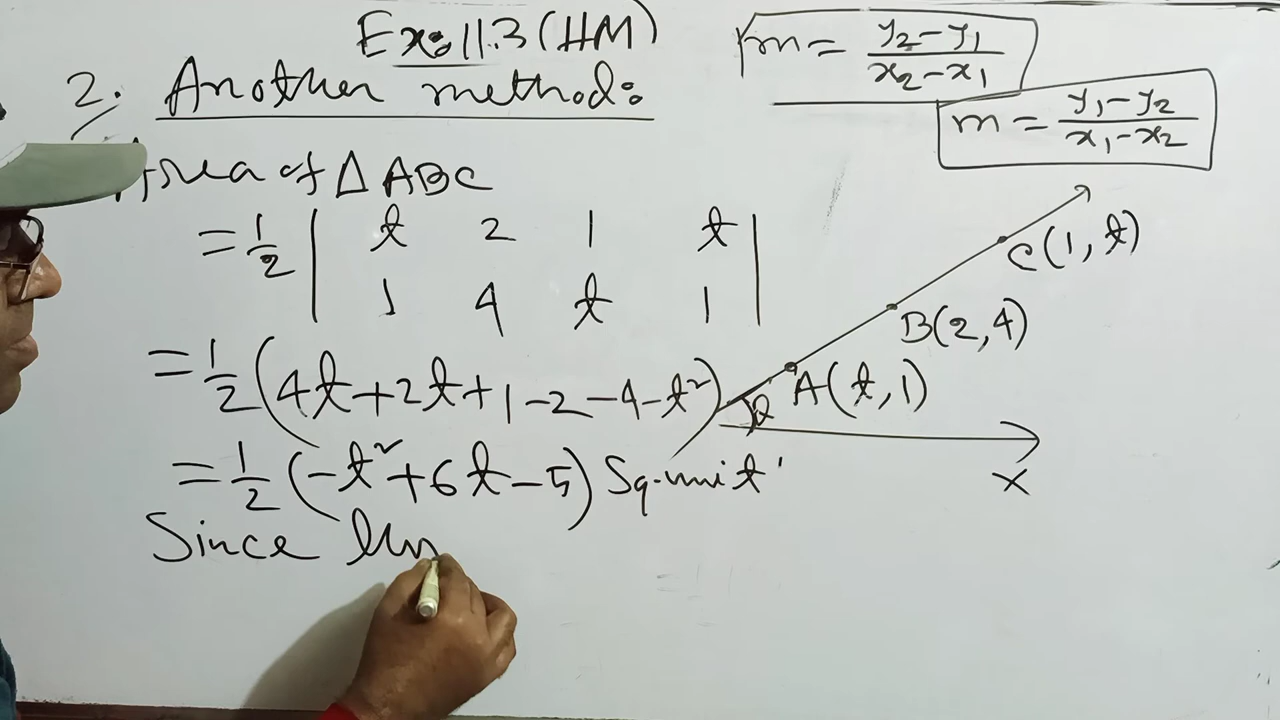 Ex: 11.3 (HM)
2. Another method:
Area of Δ ABC
= 1/2 | t 2 1 t |
| 1 4 t 1 |
= 1/2 (4t+2t+1-2-4-t²)
= 1/2 (-t²+6t-5) Sq. unit
Since
m = y₂-y₁ / x₂-x₁
m = y₁-y₂ / x₁-x₂
C(1, t)
B(2, 4)
A(t, 1)
X